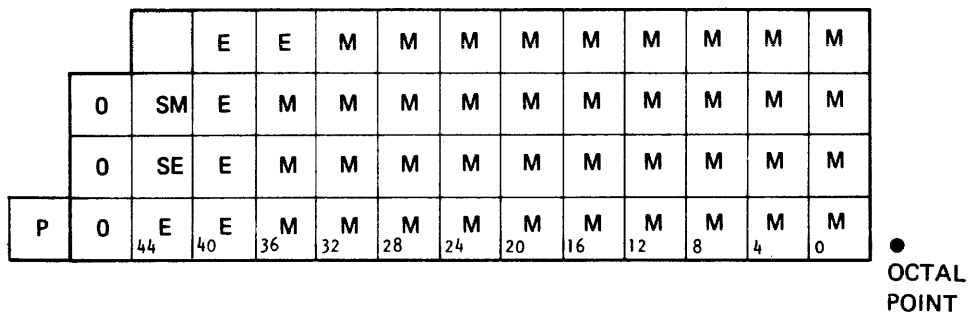 E E M M M M M M M M M
0 SM E M M M M M M M M M M
0 SE E M M M M M M M M M M
P 0 E E M M M M M M M M M M
44 40 36 32 28 24 20 16 12 8 4 0
OCTAL
POINT